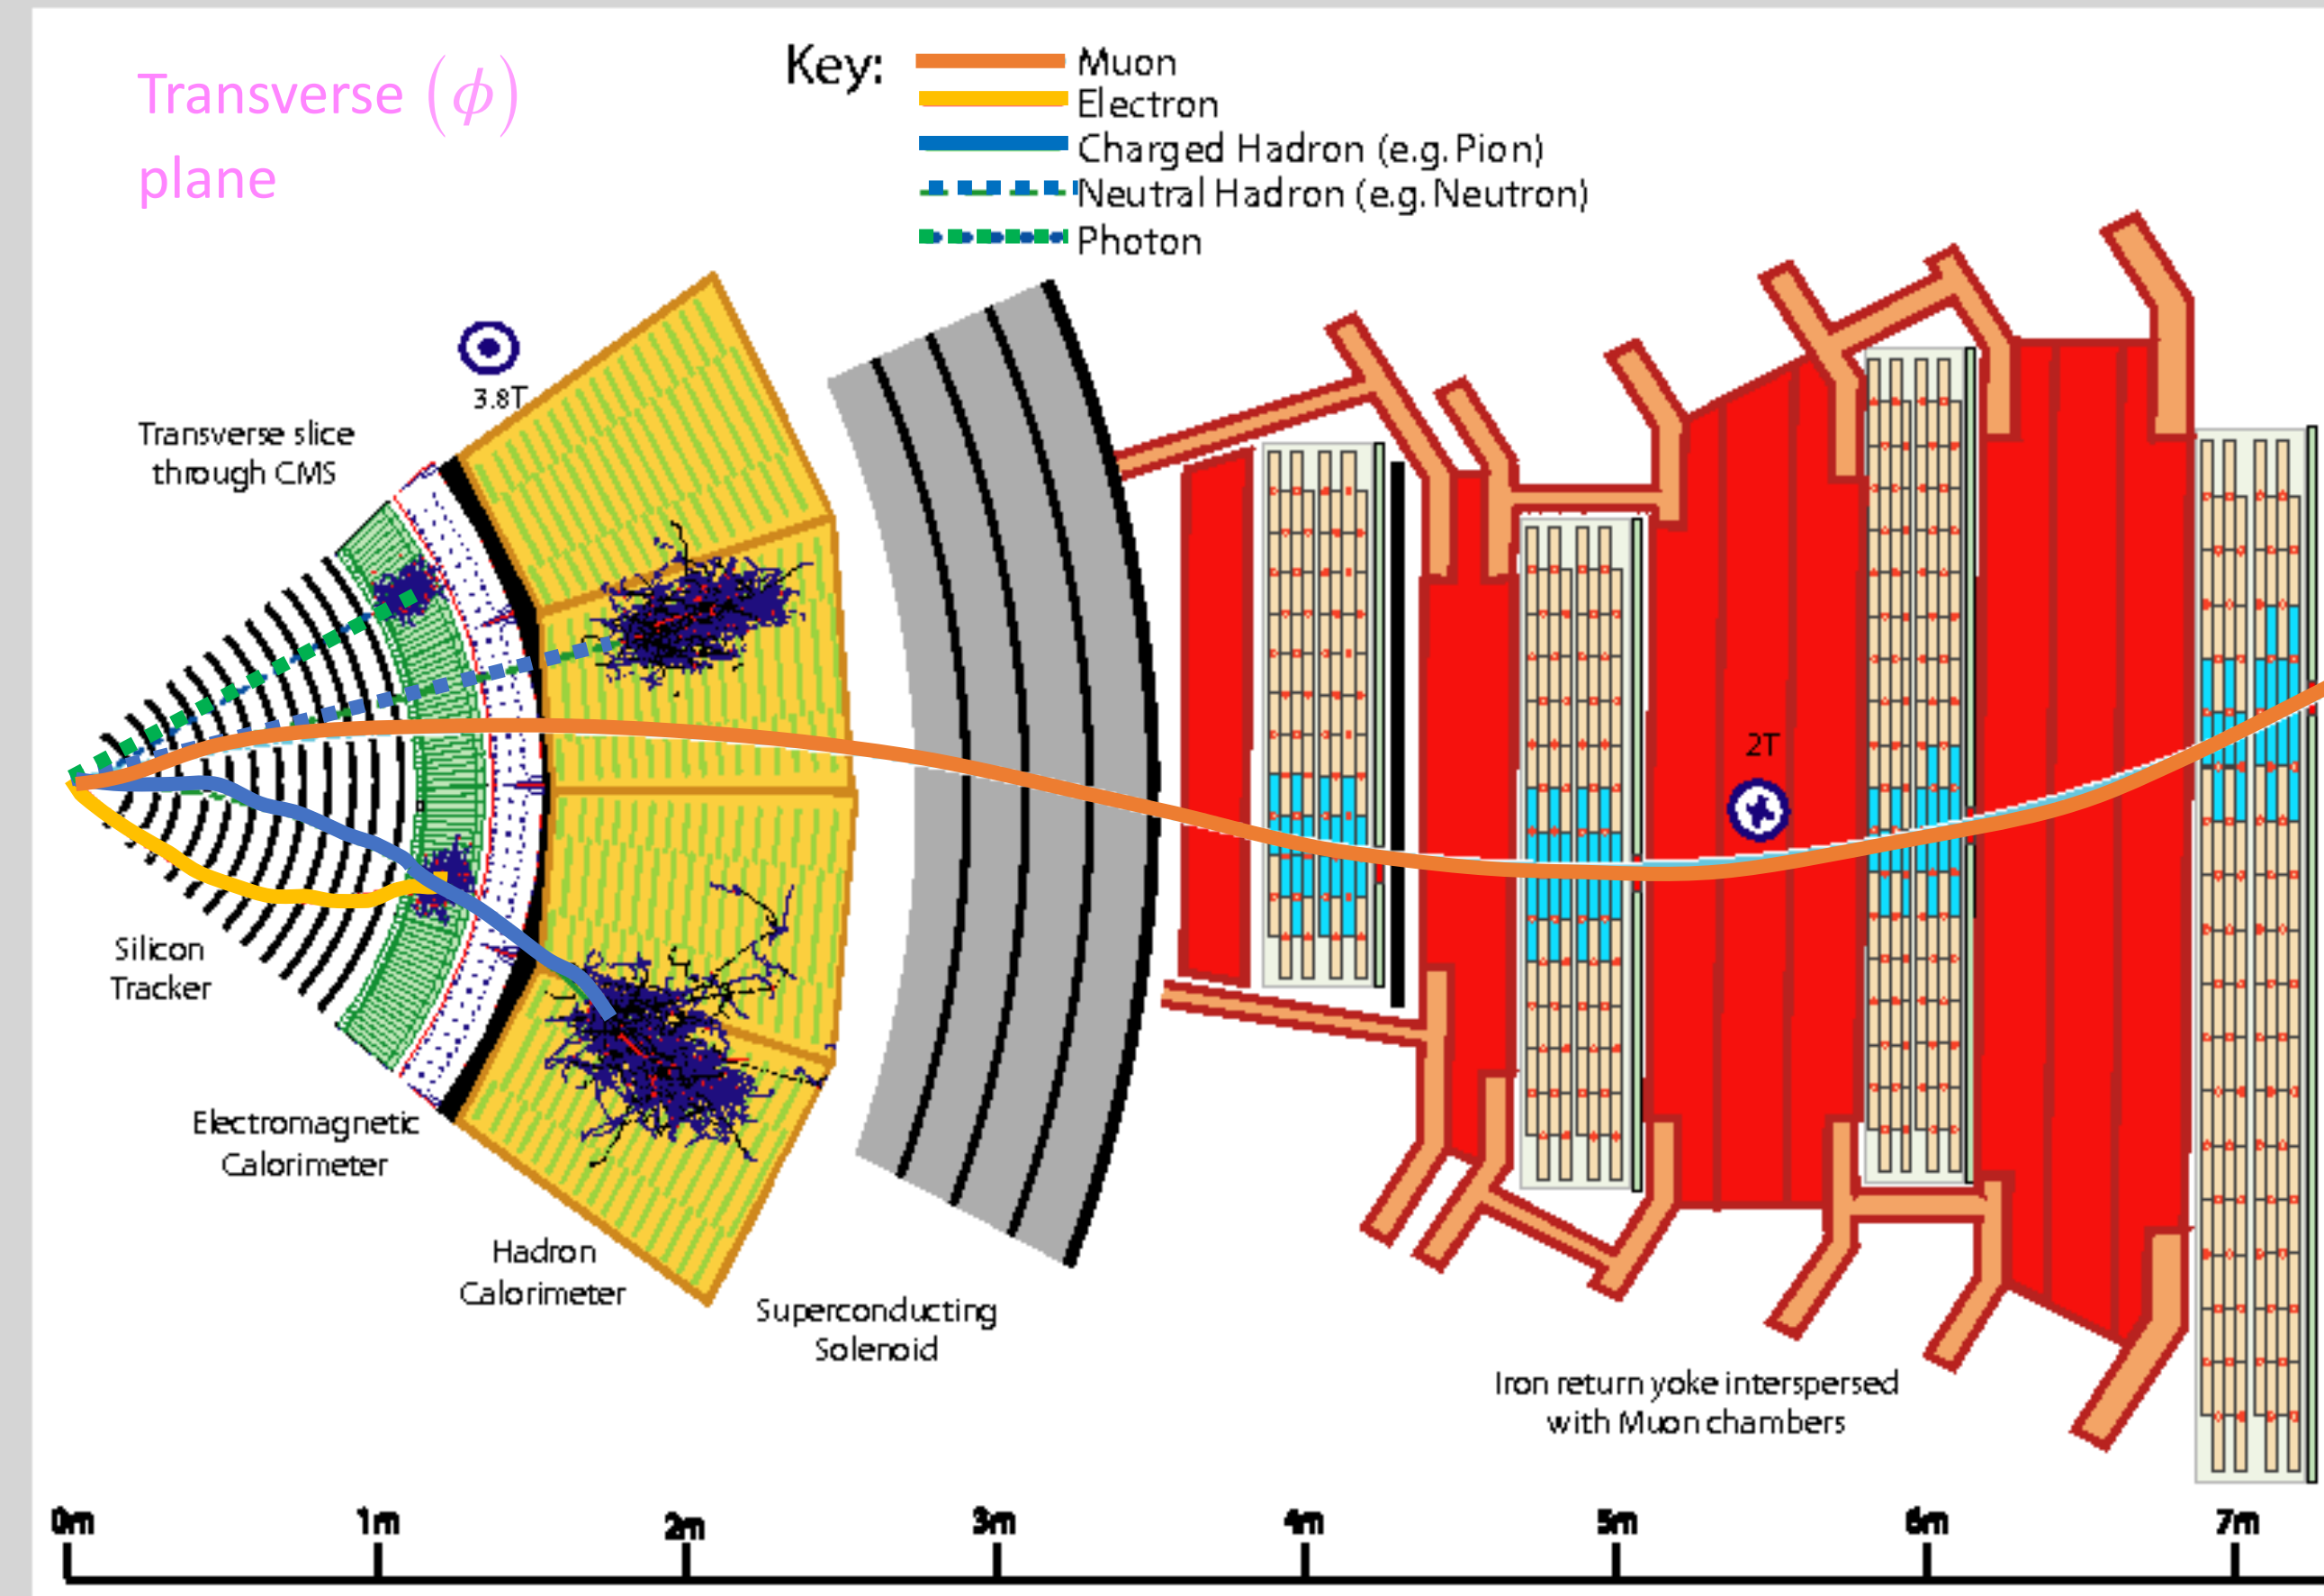 Transverse (ϕ)
plane
Key:
Muon
Electron
Charged Hadron (e.g. Pion)
Neutral Hadron (e.g. Neutron)
Photon
3.8T
Transverse slice
through CMS
2T
Silicon
Tracker
Electromagnetic
Calorimeter
Hadron
Calorimeter
Superconducting
Solenoid
Iron return yoke interspersed
with Muon chambers
0m 1m 2m 3m 4m 5m 6m 7m